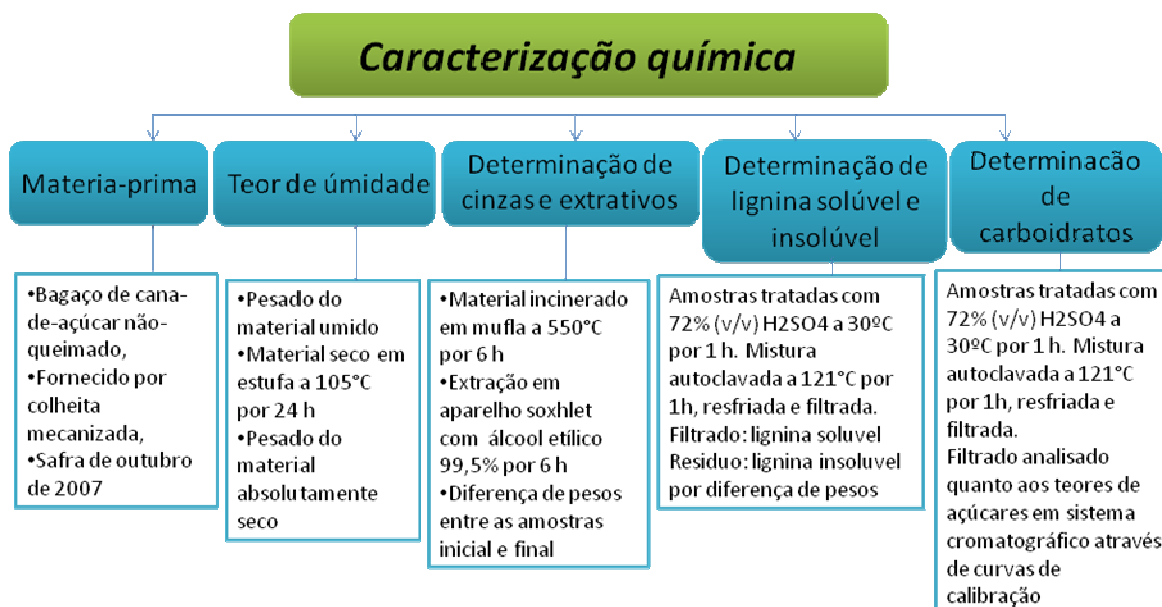 Caracterização química
Materia-prima
Teor de úmidade
Determinação de
cinzas e extrativos
Determinação de
lignina solúvel e
insolúvel
Determinacão
de
carboidratos
•Bagaço de cana-
de-açúcar não-
queimado,
•Fornecido por
colheita
mecanizada,
•Safra de outubro
de 2007
•Pesado do
material umido
•Material seco em
estufa a 105°C
por 24 h
•Pesado do
material
absolutamente
seco
•Material incinerado
em mufla a 550°C
por 6 h
•Extração em
aparelho soxhlet
com álcool etílico
99,5% por 6 h
•Diferença de pesos
entre as amostras
inicial e final
Amostras tratadas com
72% (v/v) H2SO4 a 30ºC
por 1 h. Mistura
autoclavada a 121°C por
1h, resfriada e filtrada.
Filtrado: lignina soluvel
Residuo: lignina insoluvel
por diferença de pesos
Amostras tratadas com
72% (v/v) H2SO4 a
30ºC por 1 h. Mistura
autoclavada a 121°C
por 1h, resfriada e
filtrada.
Filtrado analisado
quanto aos teores de
açúcares em sistema
cromatográfico através
de curvas de
calibração